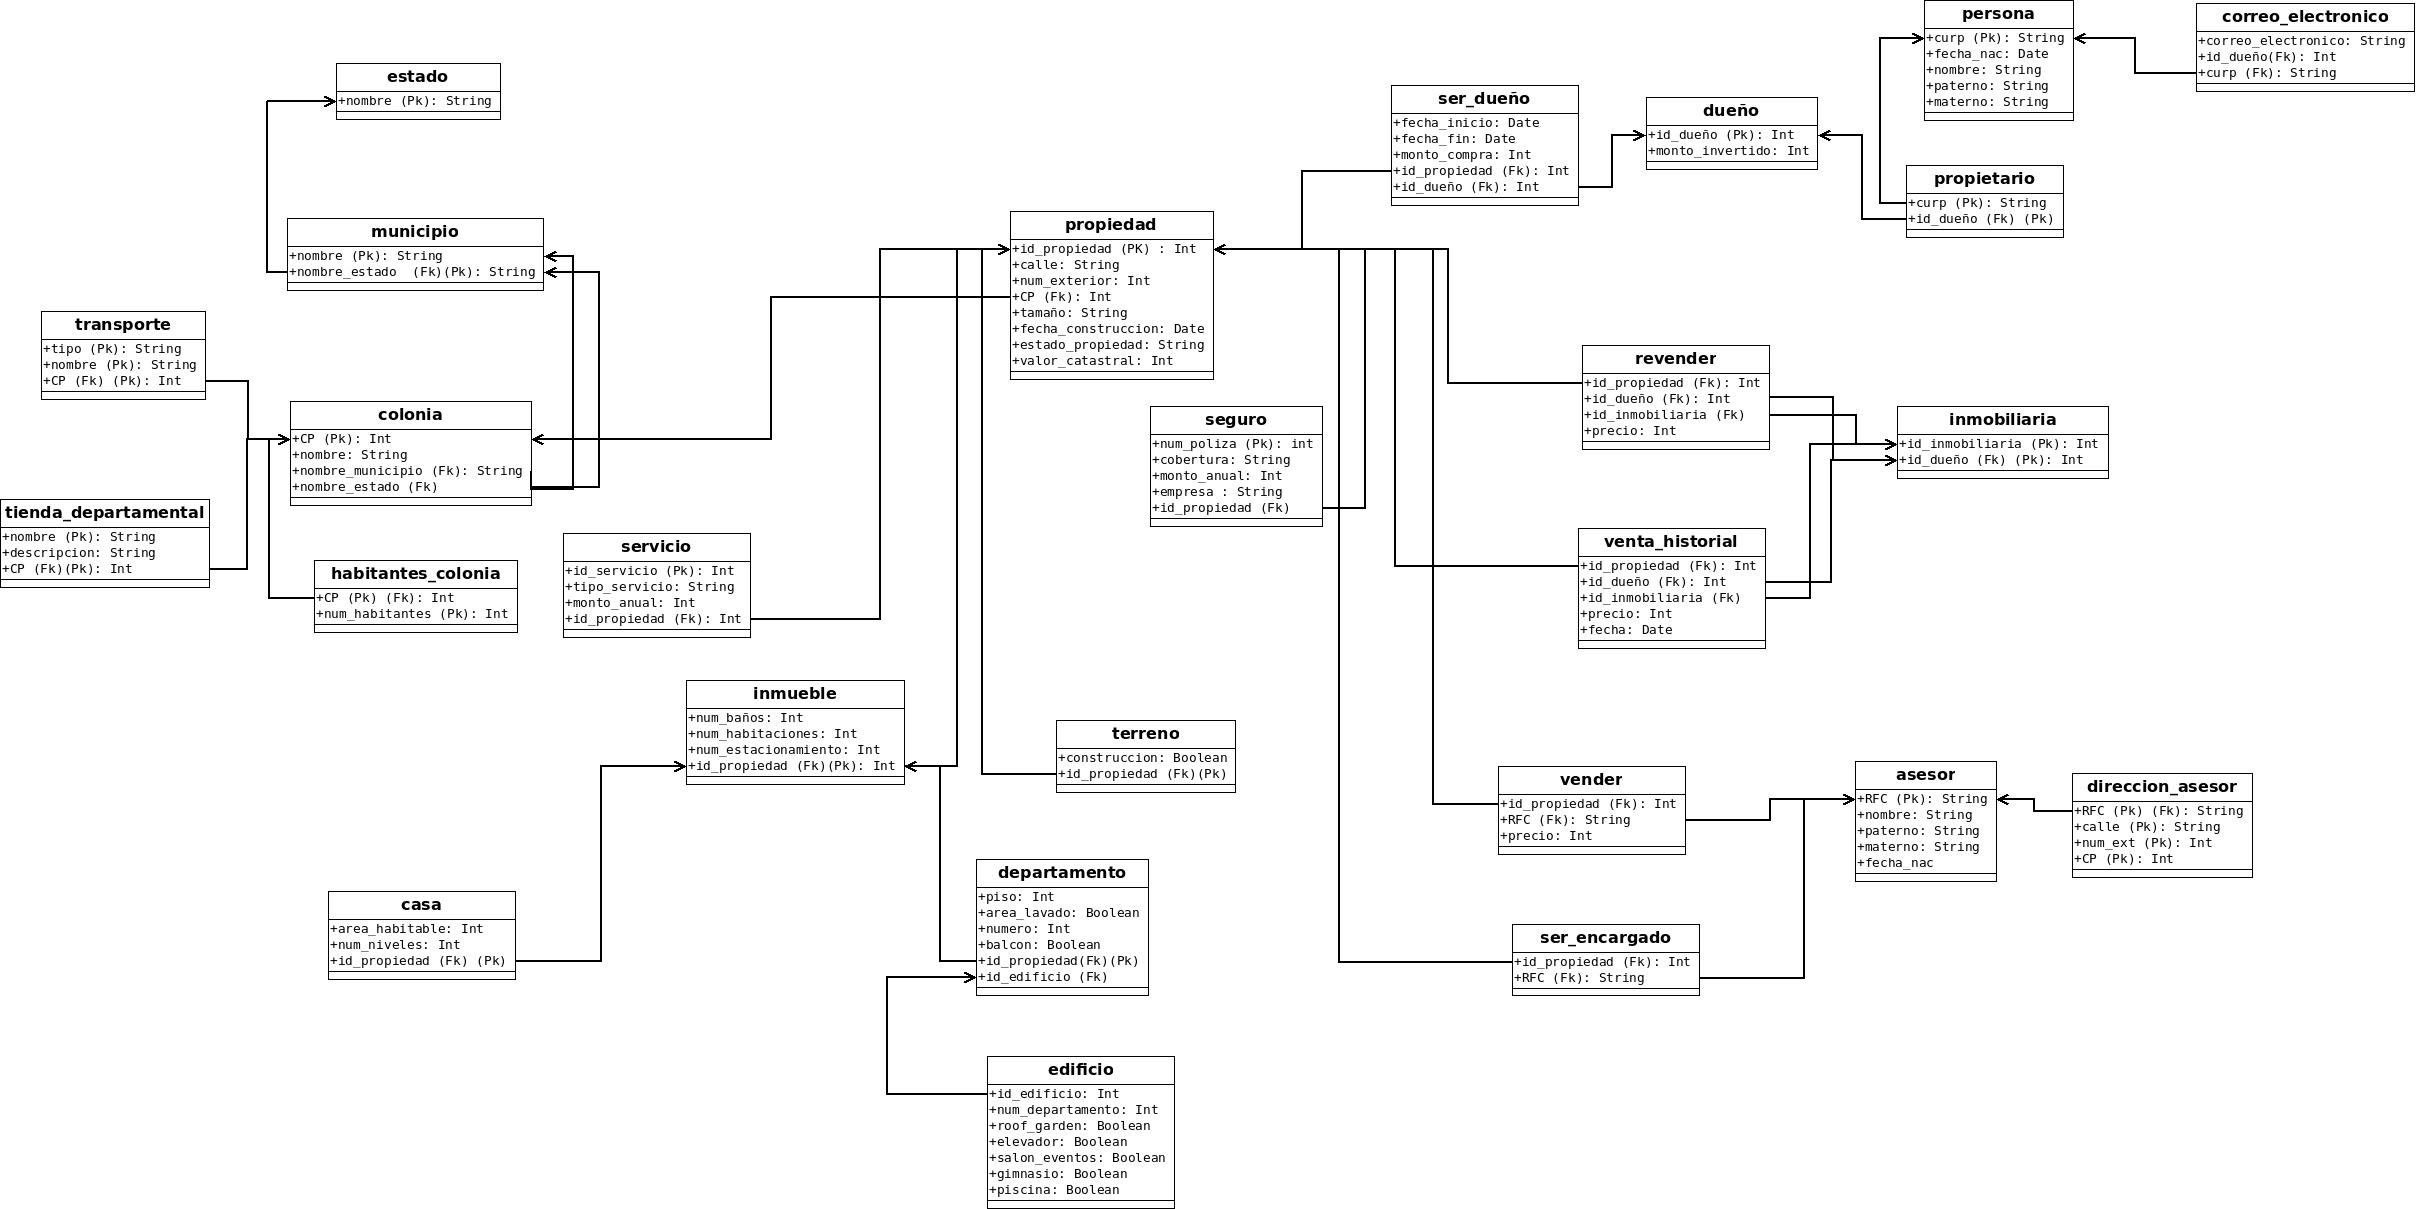 estado
+nombre (Pk): String
municipio
+nombre (Pk): String
+nombre_estado  (Fk)(Pk): String
transporte
+tipo (Pk): String
+nombre (Pk): String
+CP (Fk) (Pk): Int
colonia
+CP (Pk): Int
+nombre: String
+nombre_municipio (Fk): String
+nombre_estado (Fk)
tienda_departamental
+nombre (Pk): String
+descripcion: String
+CP (Fk)(Pk): Int
habitantes_colonia
+CP (Pk) (Fk): Int
+num_habitantes (Pk): Int
servicio
+id_servicio (Pk): Int
+tipo_servicio: String
+monto_anual: Int
+id_propiedad (Fk): Int
propiedad
+id_propiedad (PK) : Int
+calle: String
+num_exterior: Int
+CP (Fk): Int
+tamaño: String
+fecha_construccion: Date
+estado_propiedad: String
+valor_catastral: Int
seguro
+num_poliza (Pk): int
+cobertura: String
+monto_anual: Int
+empresa : String
+id_propiedad (Fk)
inmueble
+num_baños: Int
+num_habitaciones: Int
+num_estacionamiento: Int
+id_propiedad (Fk)(Pk): Int
terreno
+construccion: Boolean
+id_propiedad (Fk)(Pk)
casa
+area_habitable: Int
+num_niveles: Int
+id_propiedad (Fk) (Pk)
departamento
+piso: Int
+area_lavado: Boolean
+numero: Int
+balcon: Boolean
+id_propiedad(Fk)(Pk)
+id_edificio (Fk)
edificio
+id_edificio: Int
+num_departamento: Int
+roof_garden: Boolean
+elevador: Boolean
+salon_eventos: Boolean
+gimnasio: Boolean
+piscina: Boolean
ser_dueño
+fecha_inicio: Date
+fecha_fin: Date
+monto_compra: Int
+id_propiedad (Fk): Int
+id_dueño (Fk): Int
dueño
+id_dueño (Pk): Int
+monto_invertido: Int
persona
+curp (Pk): String
+fecha_nac: Date
+nombre: String
+paterno: String
+materno: String
correo_electronico
+correo_electronico: String
+id_dueño(Fk): Int
+curp (Fk): String
propietario
+curp (Pk): String
+id_dueño (Fk) (Pk)
revender
+id_propiedad (Fk): Int
+id_dueño (Fk): Int
+id_inmobiliaria (Fk)
+precio: Int
inmobiliaria
+id_inmobiliaria (Pk): Int
+id_dueño (Fk) (Pk): Int
venta_historial
+id_propiedad (Fk): Int
+id_dueño (Fk): Int
+id_inmobiliaria (Fk)
+precio: Int
+fecha: Date
vender
+id_propiedad (Fk): Int
+RFC (Fk): String
+precio: Int
asesor
+RFC (Pk): String
+nombre: String
+paterno: String
+materno: String
+fecha_nac
direccion_asesor
+RFC (Pk) (Fk): String
+calle (Pk): String
+num_ext (Pk): Int
+CP (Pk): Int
ser_encargado
+id_propiedad (Fk): Int
+RFC (Fk): String